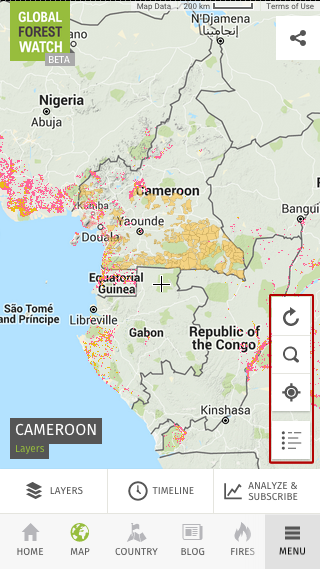 GLOBAL
FOREST
WATCH
BETA
Map Data
200 km
Terms of Use
N'Djamena
إنجامينا
Nigeria
Abuja
Kumba
Cameroon
Yaounde
Douala
Bangui
Equatorial
Guinea
São Tomé
and Príncipe
Libreville
Gabon
Republic of
the Congo
Kinshasa
CAMEROON
Layers
LAYERS
TIMELINE
ANALYZE &
SUBSCRIBE
HOME
MAP
COUNTRY
BLOG
FIRES
MENU